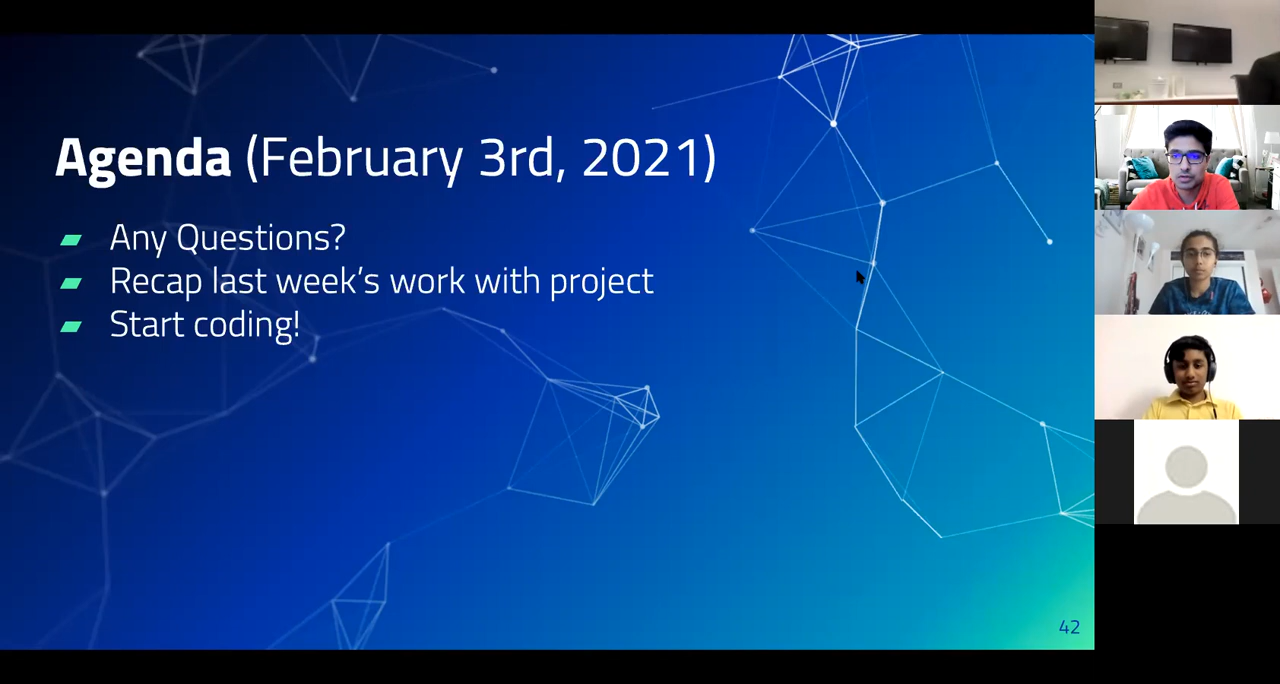 Agenda (February 3rd, 2021)
Any Questions?
Recap last week’s work with project
Start coding!
42